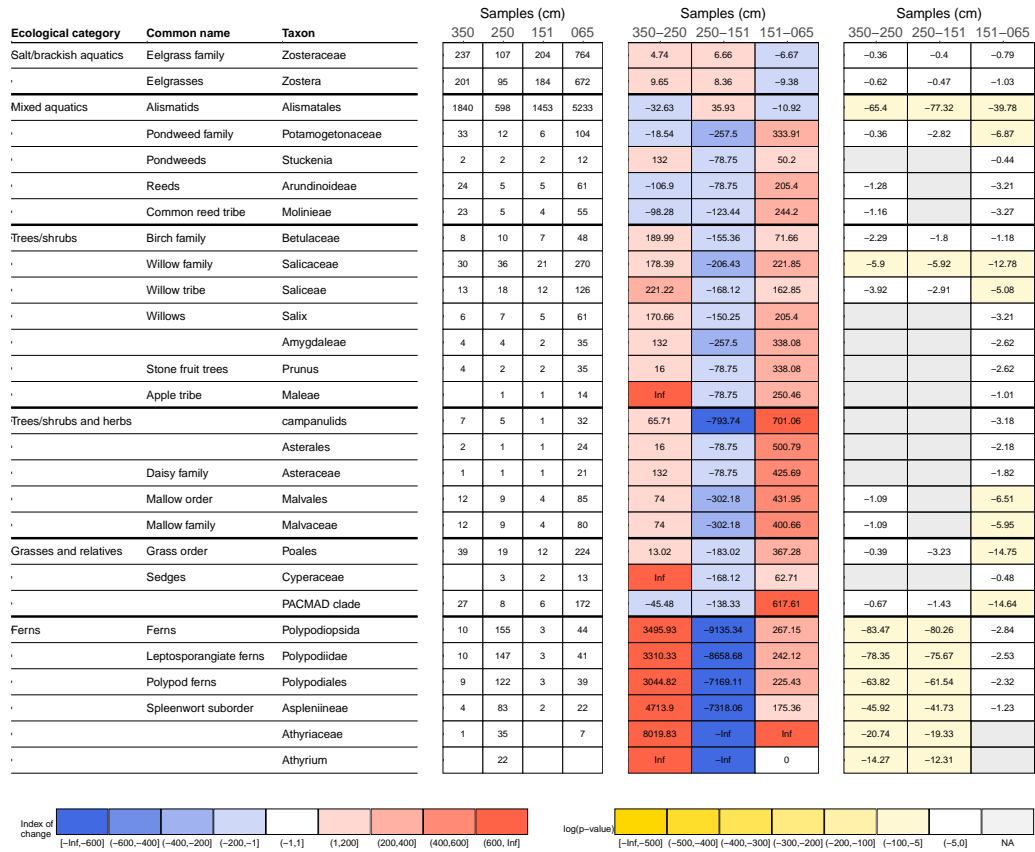 Samples (cm) Samples (cm) Samples (cm)
Ecological category Common name Taxon 350 250 151 065 350−250 250−151 151−065 350−250 250−151 151−065
Salt/brackish aquatics Eelgrass family Zosteraceae 237 107 204 764 4.74 6.66 −6.67 −0.36 −0.4 −0.79
Eelgrasses Zostera 201 95 184 672 9.65 8.36 −9.38 −0.62 −0.47 −1.03
Mixed aquatics Alismatids Alismatales 1840 598 1453 5233 −32.63 35.93 −10.92 −65.4 −77.32 −39.78
Pondweed family Potamogetonaceae 33 12 6 104 −18.54 −257.5 333.91 −0.36 −2.82 −6.87
Pondweeds Stuckenia 2 2 2 12 132 −78.75 50.2 −0.44
Reeds Arundinoideae 24 5 5 61 −106.9 −78.75 205.4 −1.28 −3.21
Common reed tribe Molinieae 23 5 4 55 −98.28 −123.44 244.2 −1.16 −3.27
Trees/shrubs Birch family Betulaceae 8 10 7 48 189.99 −155.36 71.66 −2.29 −1.8 −1.18
Willow family Salicaceae 30 36 21 270 178.39 −206.43 221.85 −5.9 −5.92 −12.78
Willow tribe Saliceae 13 18 12 126 221.22 −168.12 162.85 −3.92 −2.91 −5.08
Willows Salix 6 7 5 61 170.66 −150.25 205.4 −3.21
Amygdaleae 4 4 2 35 132 −257.5 338.08 −2.62
Stone fruit trees Prunus 4 2 2 35 16 −78.75 338.08 −2.62
Apple tribe Maleae 1 1 14 Inf −78.75 250.46 −1.01
Trees/shrubs and herbs campanulids 7 5 1 32 65.71 −793.74 701.06 −3.18
Asterales 2 1 1 24 16 −78.75 500.79 −2.18
Daisy family Asteraceae 1 1 1 21 132 −78.75 425.69 −1.82
Mallow order Malvales 12 9 4 85 74 −302.18 431.95 −1.09 −6.51
Mallow family Malvaceae 12 9 4 80 74 −302.18 400.66 −1.09 −5.95
Grasses and relatives Grass order Poales 39 19 12 224 13.02 −183.02 367.28 −0.39 −3.23 −14.75
Sedges Cyperaceae 3 2 13 Inf −168.12 62.71 −0.48
PACMAD clade 27 8 6 172 −45.48 −138.33 617.61 −0.67 −1.43 −14.64
Ferns Ferns Polypodiopsida 10 155 3 44 3495.93 −9135.34 267.15 −83.47 −80.26 −2.84
Leptosporangiate ferns Polypodiidae 10 147 3 41 3310.33 −8658.68 242.12 −78.35 −75.67 −2.53
Polypod ferns Polypodiales 9 122 3 39 3044.82 −7169.11 225.43 −63.82 −61.54 −2.32
Spleenwort suborder Aspleniineae 4 83 2 22 4713.9 −7318.06 175.36 −45.92 −41.73 −1.23
Athyriaceae 1 35 7 8019.83 −Inf Inf −20.74 −19.33
Athyrium 22 Inf −Inf 0 −14.27 −12.31
Index of change log(p−value)
[−Inf,−600] (−600,−400] (−400,−200] (−200,−1] (−1,1] (1,200] (200,400] (400,600] (600, Inf] [−Inf,−500] (−500,−400] (−400,−300] (−300,−200] (−200,−100] (−100,−5] (−5,0] NA